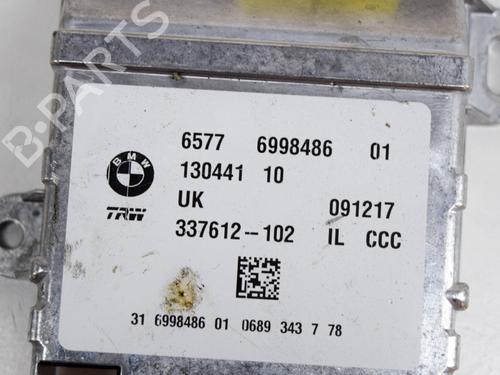 B-PARTS
BMW
6577 6998486 01
130441 10
UK 091217
TRW
337612-102 IL CCC
31 6998486 01 0689 343 7 78